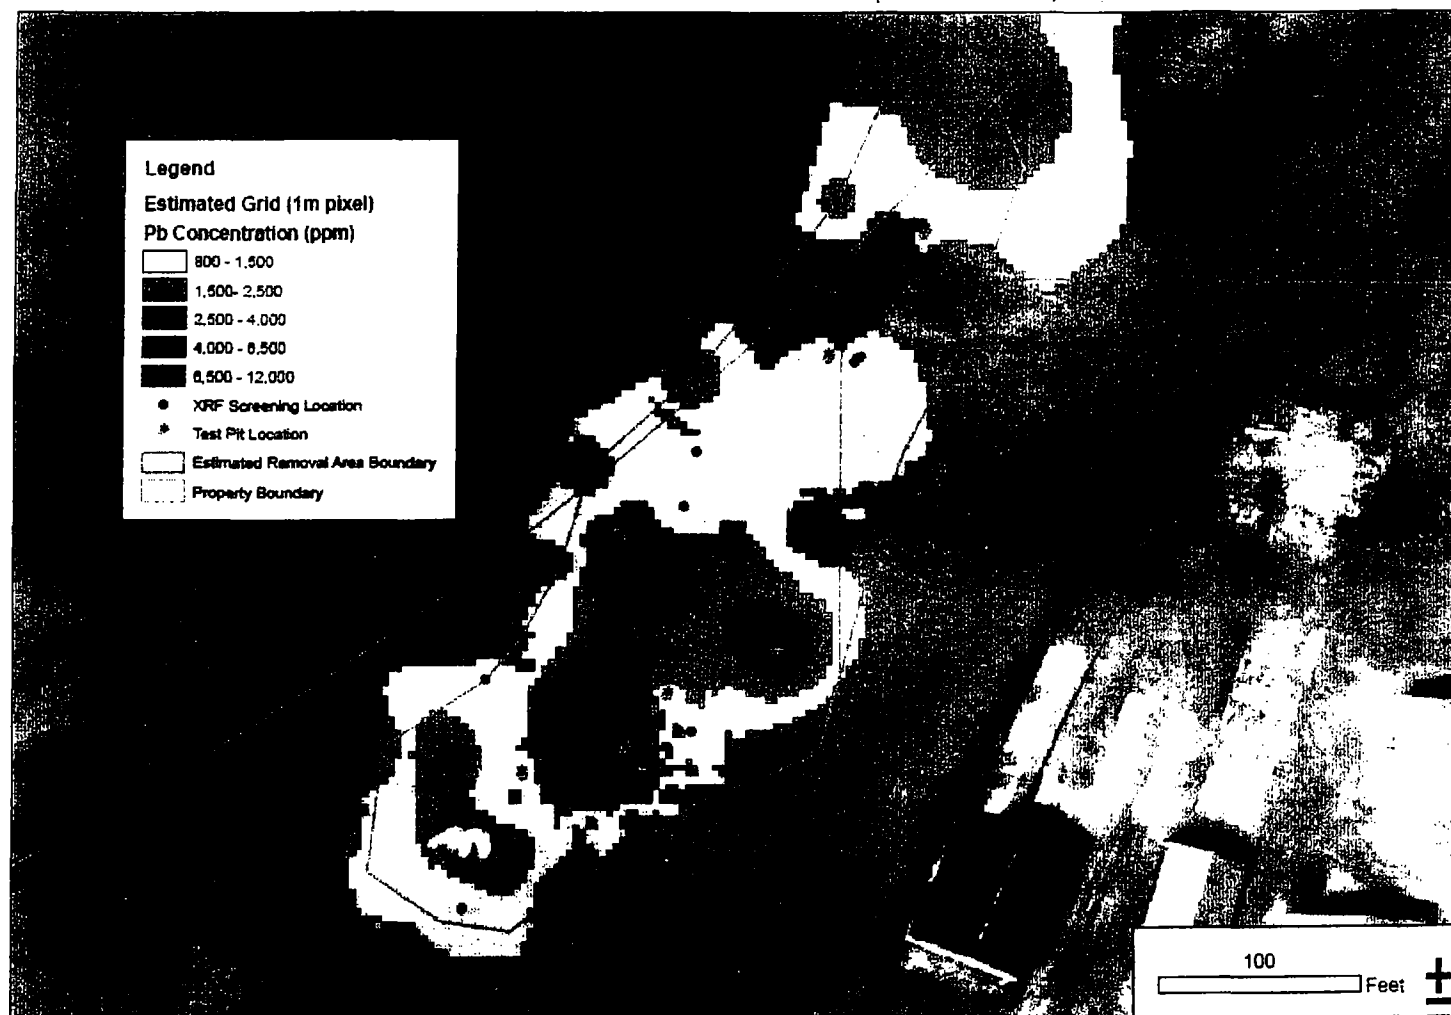 Legend
Estimated Grid (1m pixel)
Pb Concentration (ppm)
800 - 1,500
1,500- 2,500
2,500 - 4,000
4,000 - 6,500
6,500 - 12,000
XRF Screening Location
Test Pit Location
Estimated Removal Area Boundary
Property Boundary
100
Feet